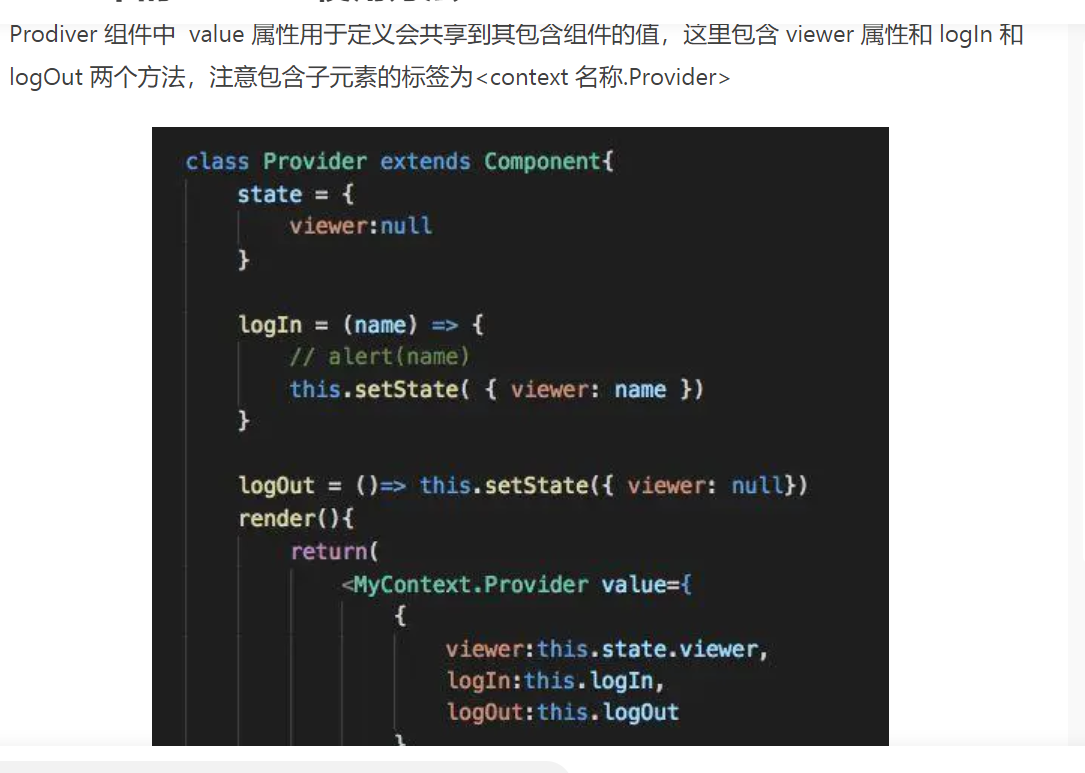 Prodiver 组件中 value 属性用于定义会共享到其包含组件的值，这里包含 viewer 属性和 logIn 和
logOut 两个方法，注意包含子元素的标签为<context 名称.Provider>
class Provider extends Component{
state = {
viewer:null
}
logIn = (name) => {
// alert(name)
this.setState( { viewer: name })
}
logOut = ()=> this.setState({ viewer: null})
render(){
return(
<MyContext.Provider value={
{
viewer:this.state.viewer,
logIn:this.logIn,
logOut:this.logOut
}